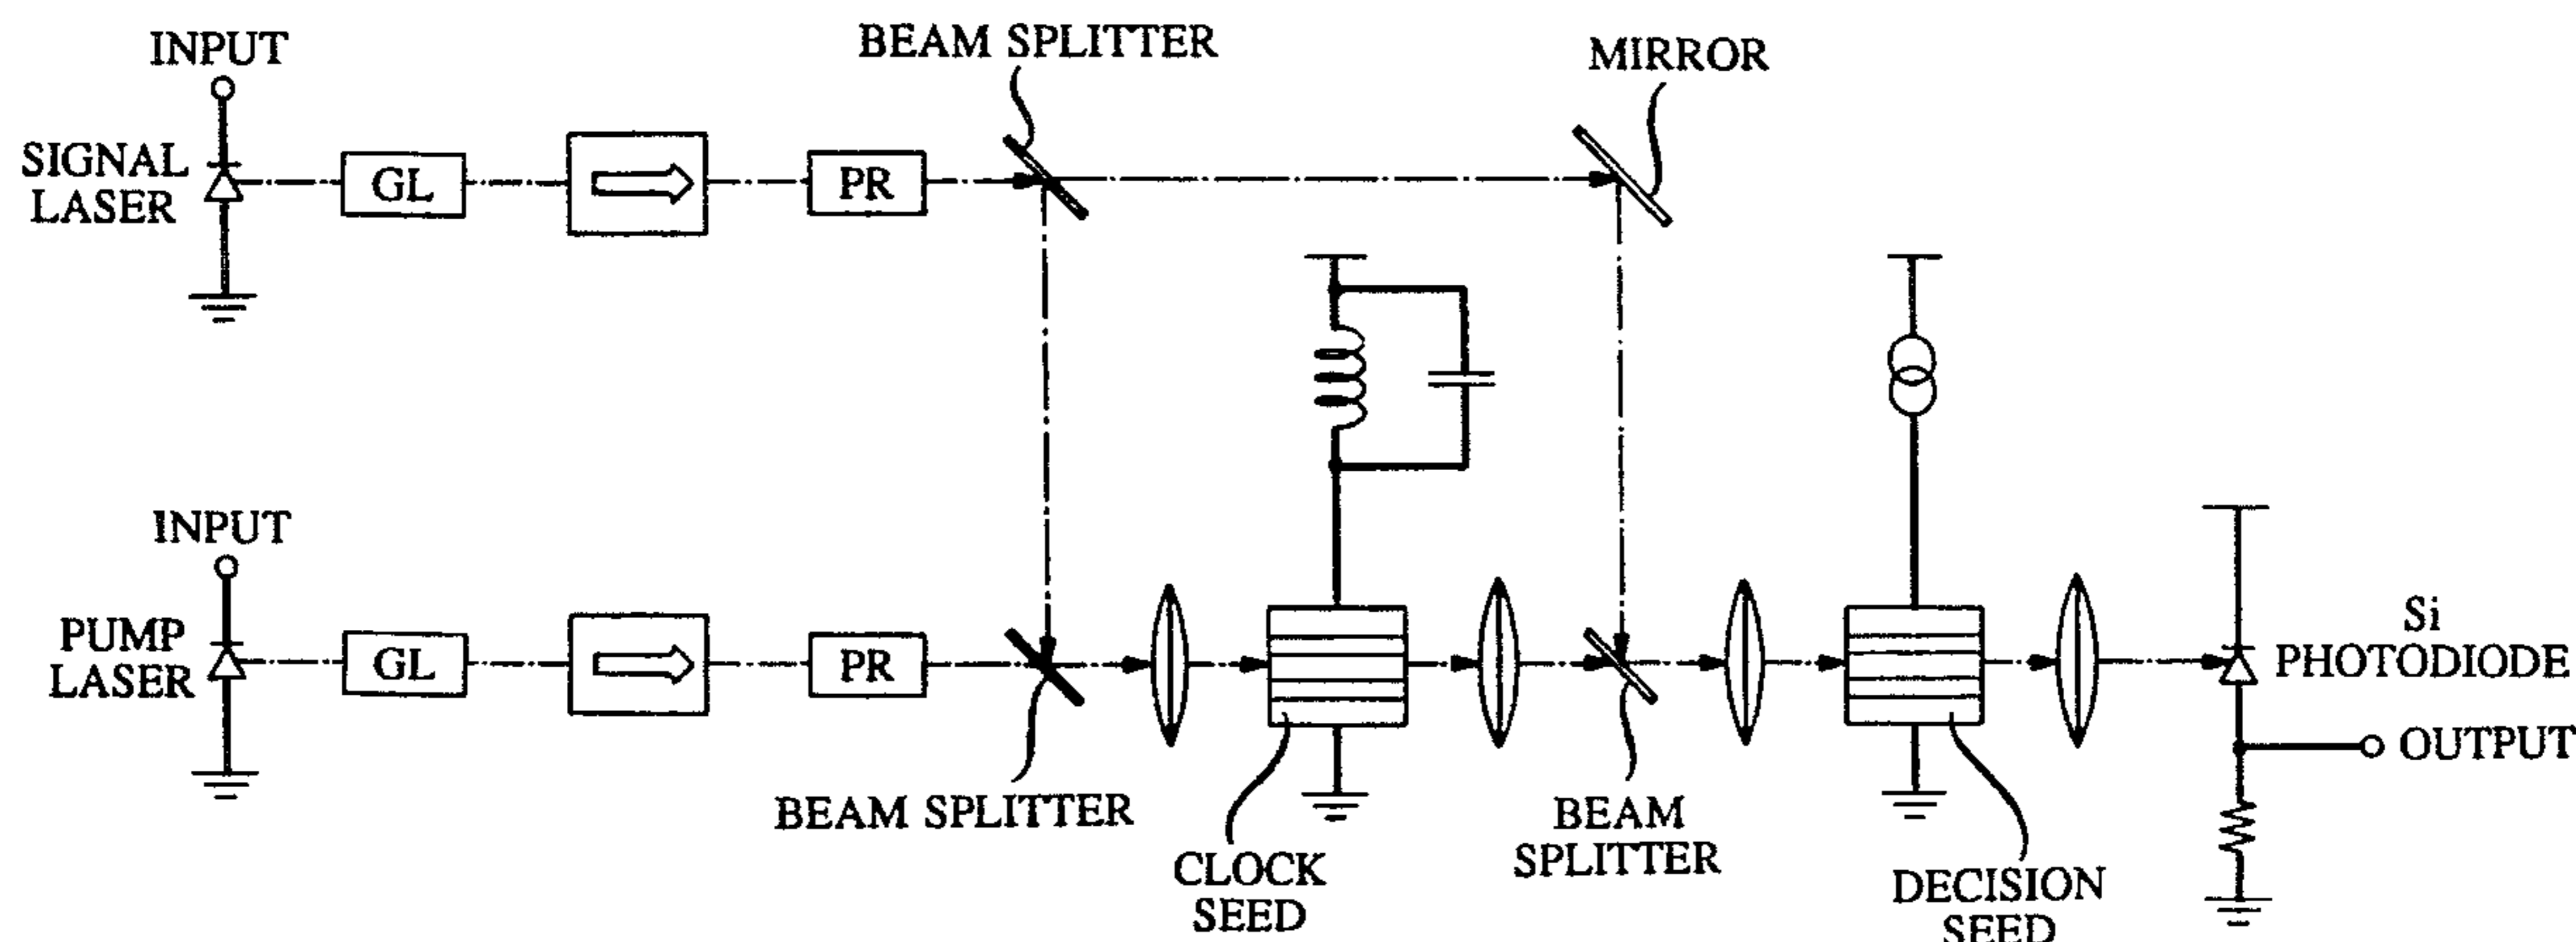 INPUT
BEAM SPLITTER
MIRROR
SIGNAL
LASER
GL
PR
INPUT
PUMP
LASER
GL
PR
Si
PHOTODIODE
OUTPUT
BEAM SPLITTER
CLOCK
SEED
BEAM
SPLITTER
DECISION
SEED